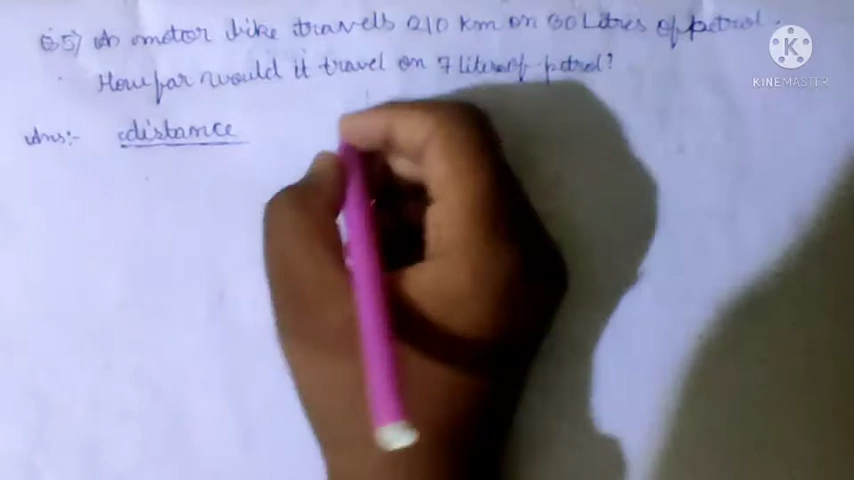 Q5) A motor bike travels 210 km on 30 Litres of petrol.
How far would it travel on 7 liter of petrol?
Ans:- distance
KINEMASTER